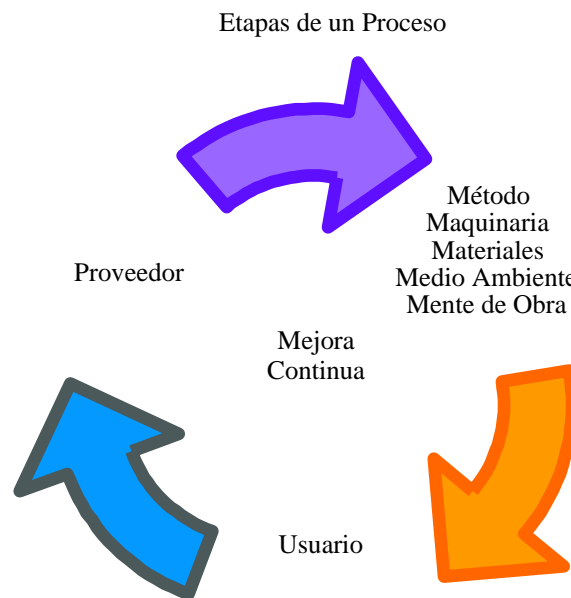 Etapas de un Proceso
Método
Maquinaria
Materiales
Medio Ambiente
Mente de Obra
Proveedor
Mejora
Continua
Usuario